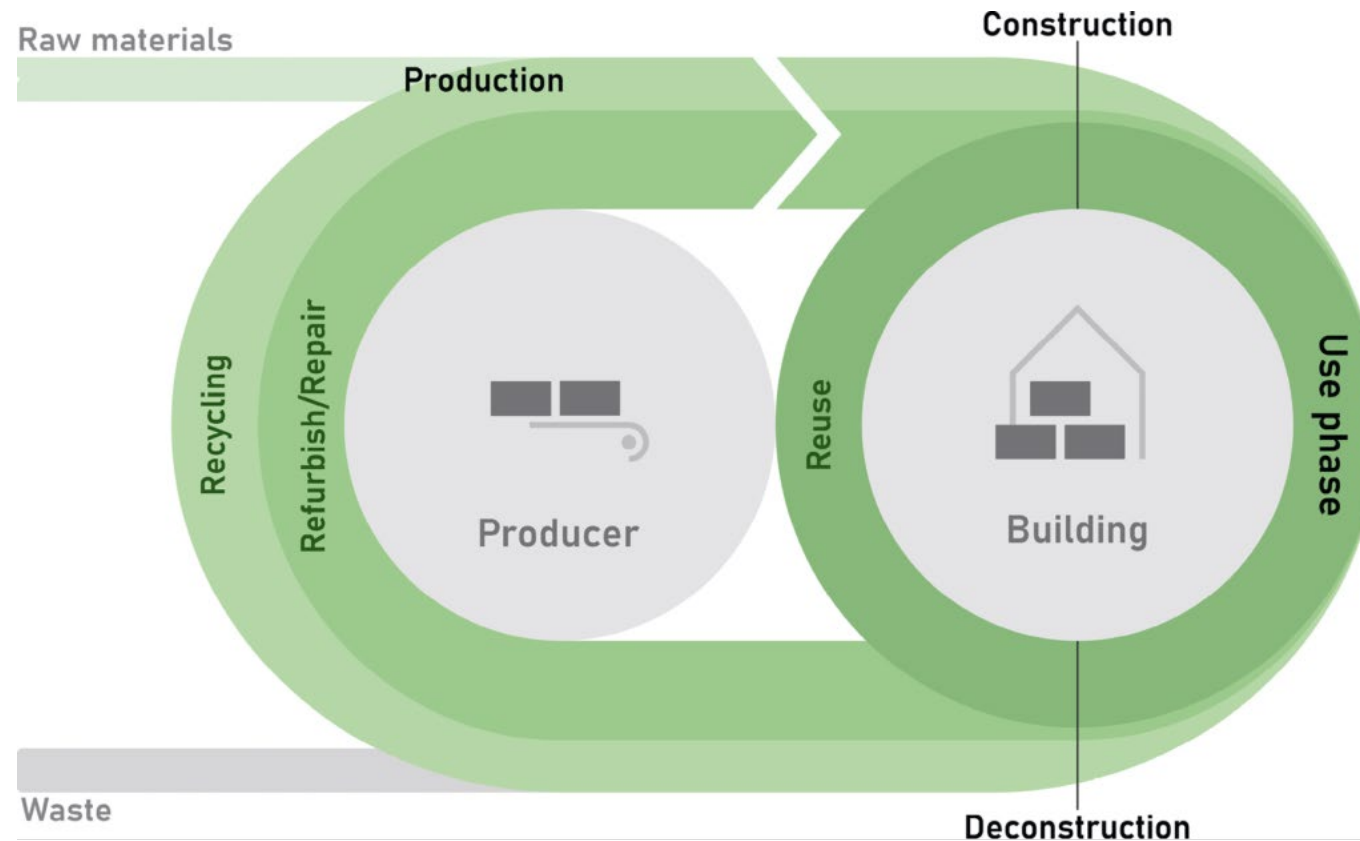 Raw materials
Construction
Production
Recycling
Refurbish/Repair
Reuse
Use phase
Producer
Building
Waste
Deconstruction